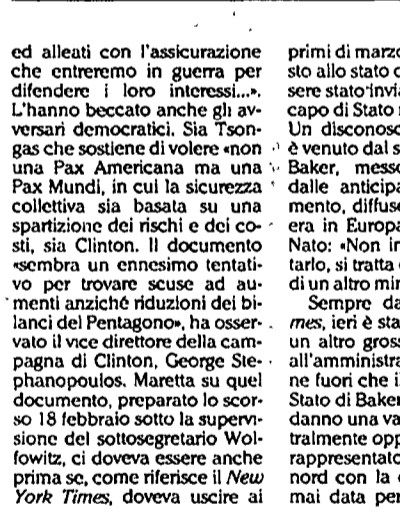 ed alleati con l'assicurazione
che entreremo in guerra per
difendere i loro interessi...».
L'hanno beccato anche gli av-
versari democratici. Sia Tson-
gas che sostiene di volere «non
una Pax Americana ma una
Pax Mundi, in cui la sicurezza
collettiva sia basata su una
spartizione dei rischi e dei co-
sti, sia Clinton. Il documento
«sembra un ennesimo tentati-
vo per trovare scuse ad au-
menti anziché riduzioni dei bi-
lanci del Pentagono», ha osser-
vato il vice direttore della cam-
pagna di Clinton, George Ste-
phanopoulos. Maretta su quel
documento, preparato lo scor-
so 18 febbraio sotto la supervi-
sione del sottosegretario Wol-
fowitz, ci doveva essere anche
prima se, come riferisce il New
York Times, doveva uscire ai
primi di marzo
sto allo stato
sere stato invi
capo di Stato
Un disconosc
è venuto dal s
Baker, mess
dalle anticipa
mento, diffus
era in Europa
Nato: «Non in
tarlo, si tratta
di un altro mi
Sempre da
mes, ieri è sta
un altro gros
all'amministra
ne fuori che i
Stato di Baker
danno una va
tralmente opp
rappresentato
nord con la
mai data per